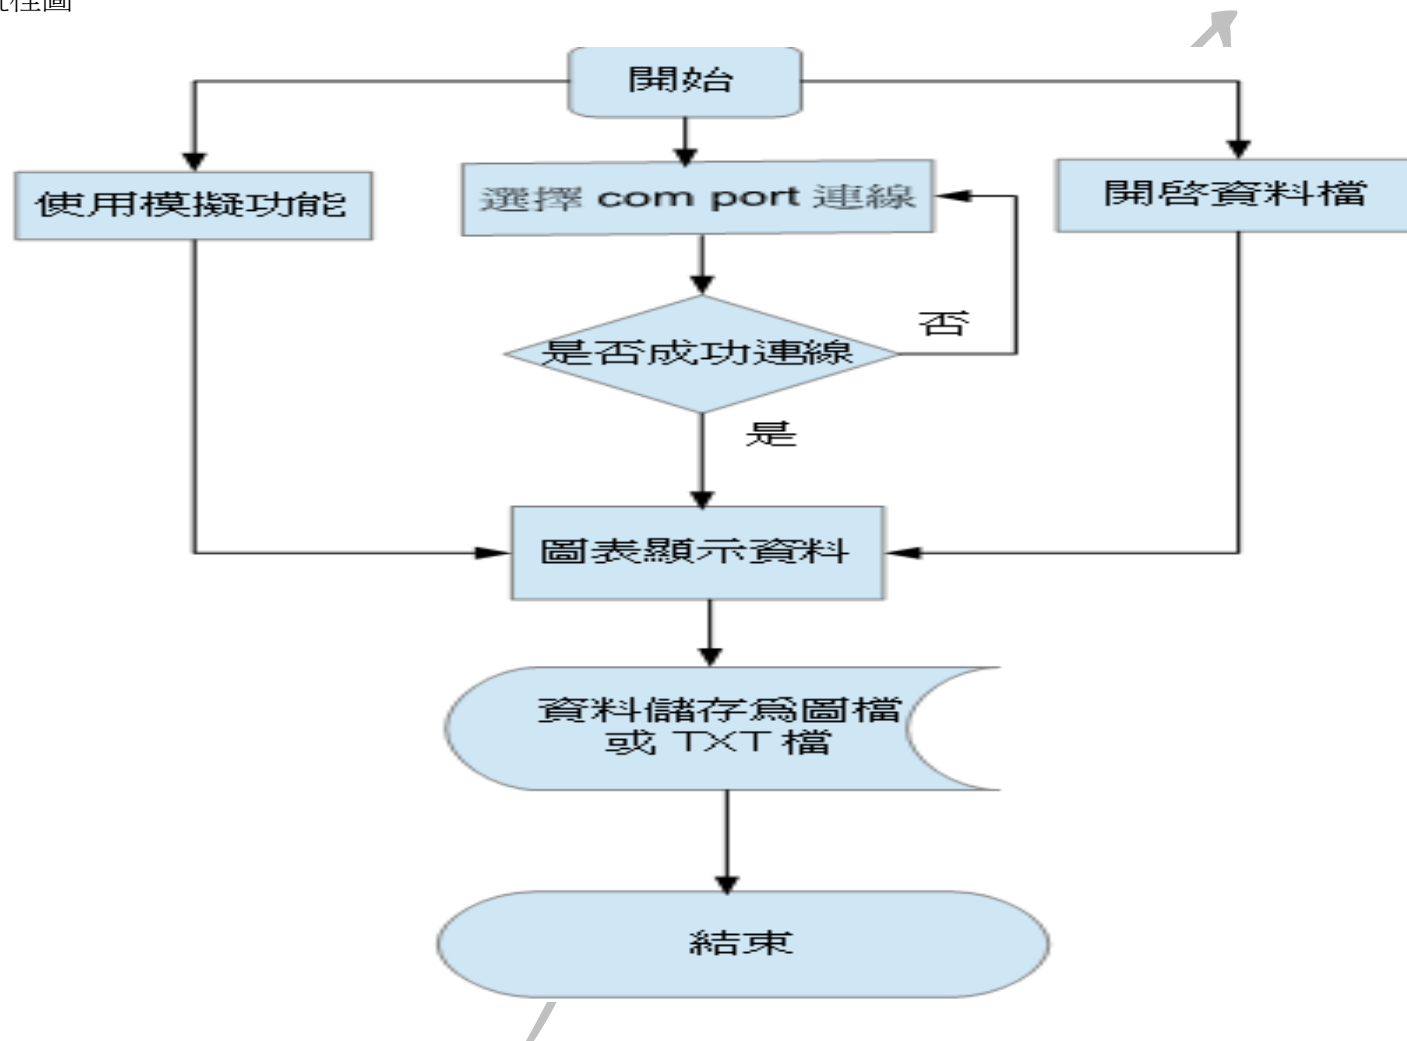 程圖
開始
使用模擬功能
選擇 com port 連線
開啓資料檔
否
是否成功連線
是
圖表顯示資料
資料儲存爲圖檔
或 TXT 檔
結束